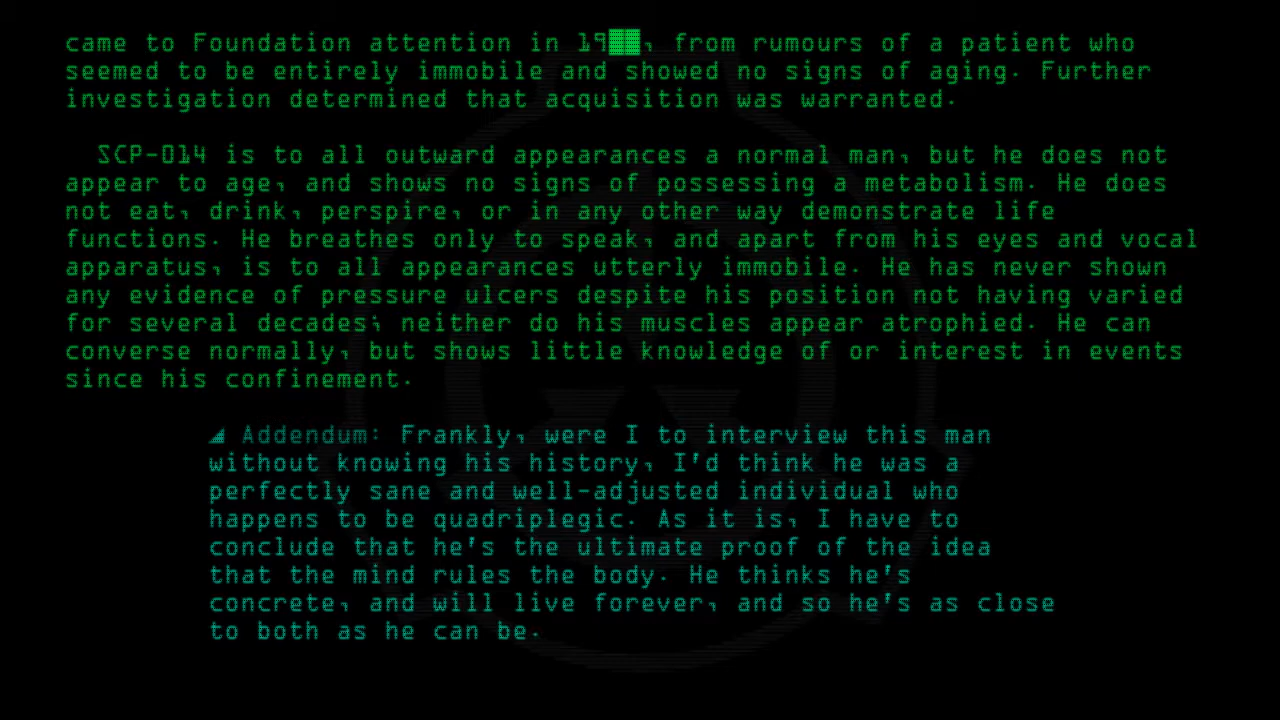 came to Foundation attention in 19██, from rumours of a patient who
seemed to be entirely immobile and showed no signs of aging. Further
investigation determined that acquisition was warranted.
SCP-014 is to all outward appearances a normal man, but he does not
appear to age, and shows no signs of possessing a metabolism. He does
not eat, drink, perspire, or in any other way demonstrate life
functions. He breathes only to speak, and apart from his eyes and vocal
apparatus, is to all appearances utterly immobile. He has never shown
any evidence of pressure ulcers despite his position not having varied
for several decades; neither do his muscles appear atrophied. He can
converse normally, but shows little knowledge of or interest in events
since his confinement.
Addendum: Frankly, were I to interview this man
without knowing his history, I'd think he was a
perfectly sane and well-adjusted individual who
happens to be quadriplegic. As it is, I have to
conclude that he's the ultimate proof of the idea
that the mind rules the body. He thinks he's
concrete, and will live forever, and so he's as close
to both as he can be.